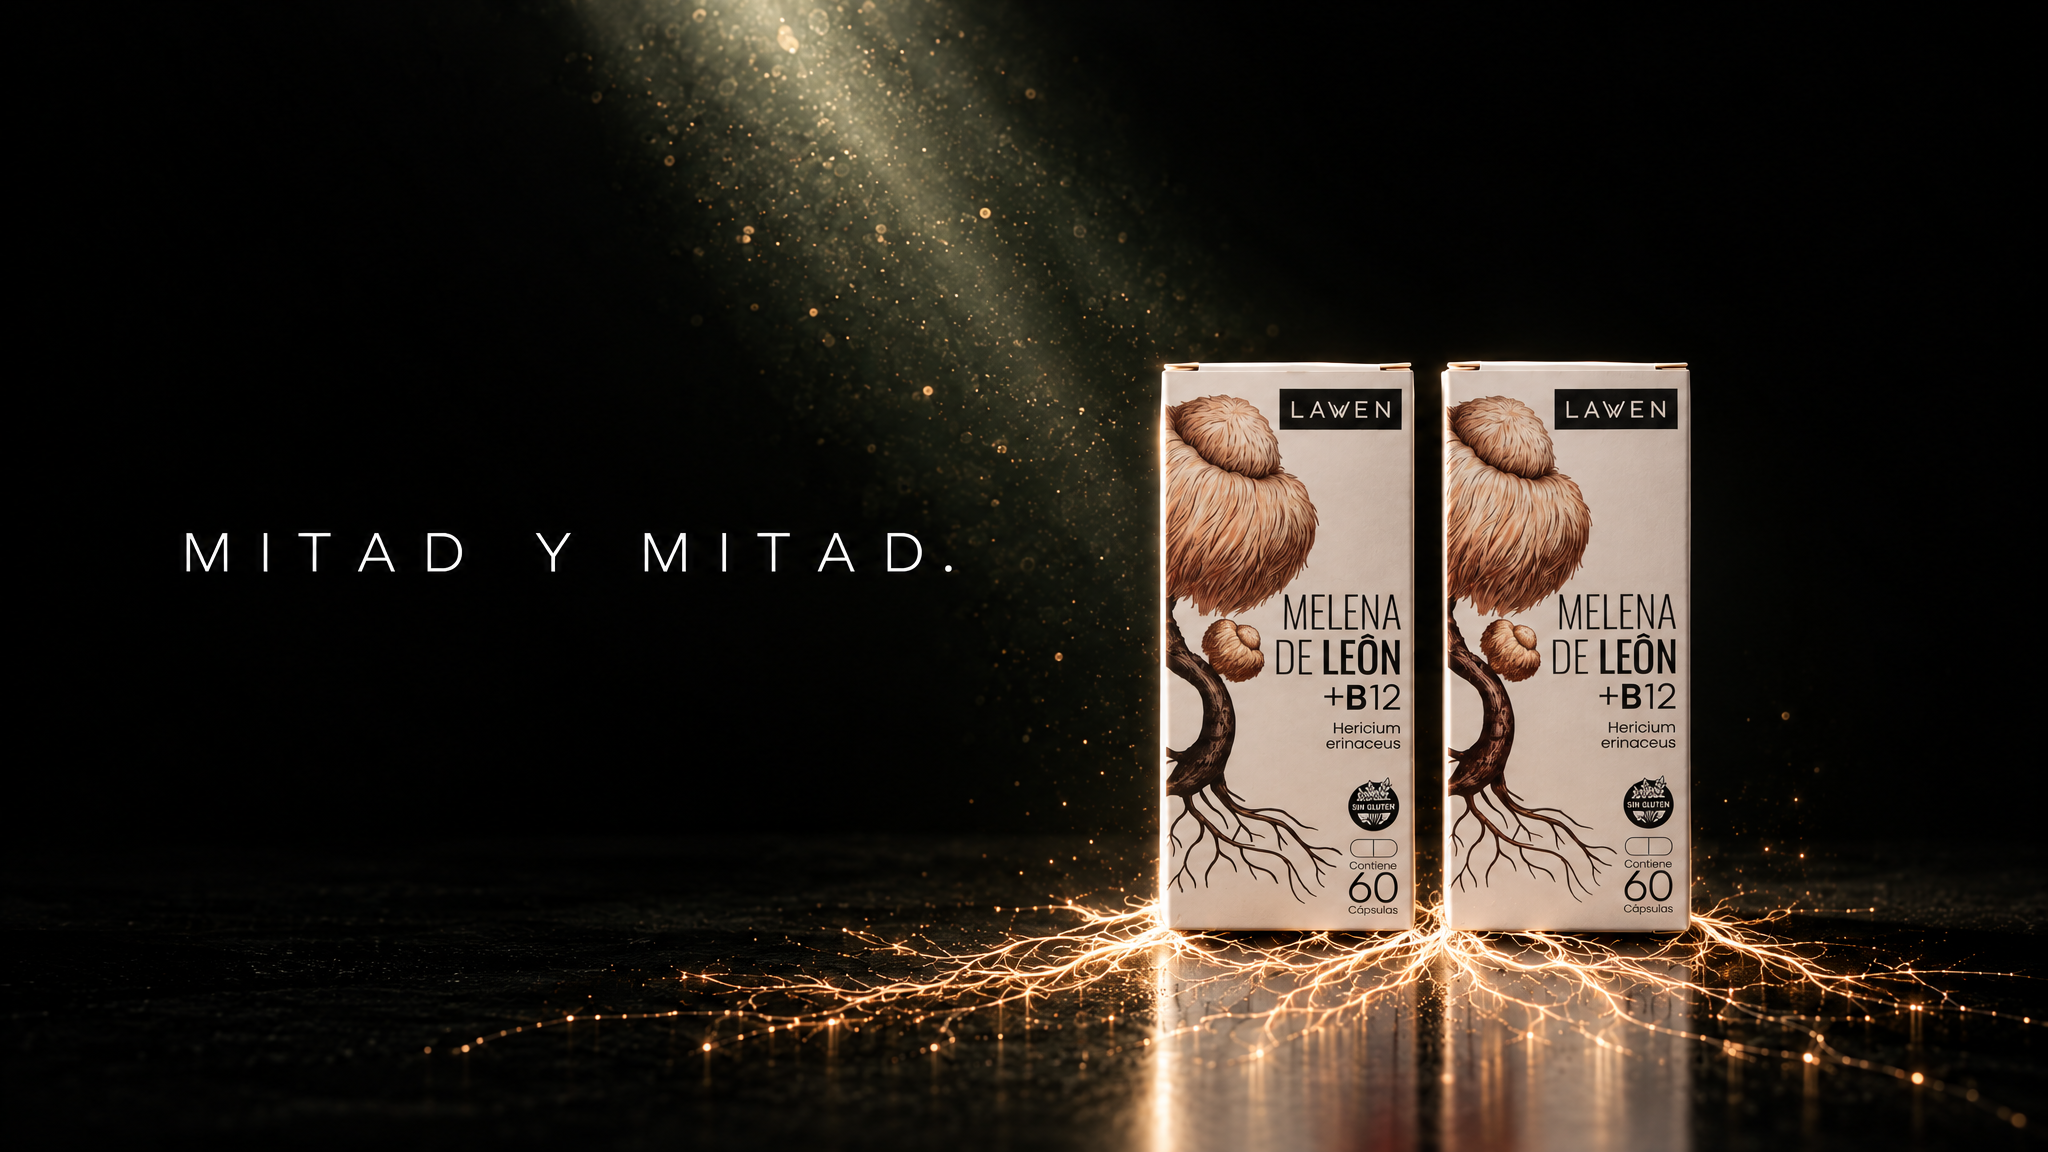 MITAD Y MITAD.
LAWEN
MELENA
DE LEÔN
+B12
Hericium
erinaceus
SIN GLUTEN
Contiene
60
Cápsulas
LAWEN
MELENA
DE LEÔN
+B12
Hericium
erinaceus
SIN GLUTEN
Contiene
60
Cápsulas